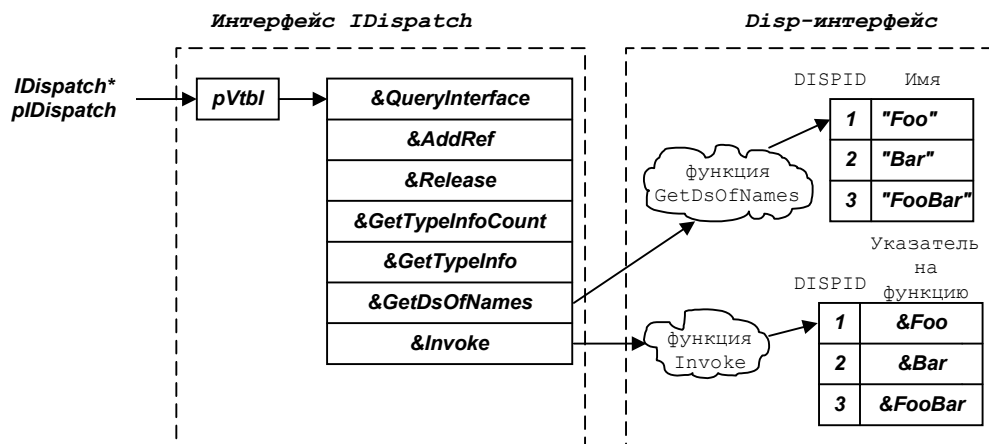 Интерфейс IDispatch
Disp-интерфейс
IDispatch*
pIDispatch
pVtbl
&QueryInterface
&AddRef
&Release
&GetTypeInfoCount
&GetTypeInfo
&GetDsOfNames
&Invoke
функция
GetDsOfNames
DISPID Имя
1 "Foo"
2 "Bar"
3 "FooBar"
функция
Invoke
Указатель
на
DISPID функцию
1 &Foo
2 &Bar
3 &FooBar